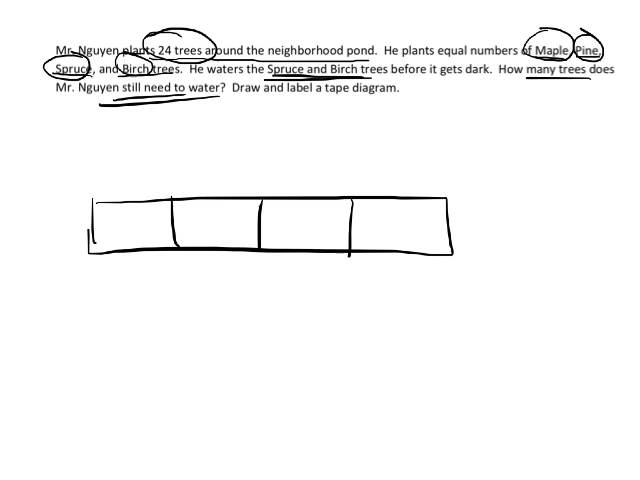 Mr. Nguyen plants 24 trees around the neighborhood pond.  He plants equal numbers of Maple, Pine,
Spruce, and Birch trees.  He waters the Spruce and Birch trees before it gets dark.  How many trees does
Mr. Nguyen still need to water?  Draw and label a tape diagram.